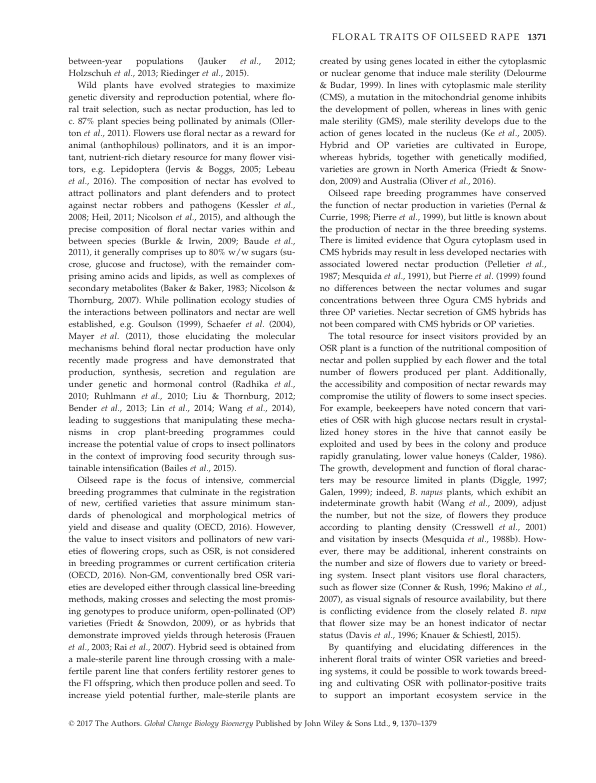 FLORAL TRAITS OF OILSEED RAPE 1371
between-year populations (Jauker et al., 2012;
Holzschuh et al., 2013; Riedinger et al., 2015).
Wild plants have evolved strategies to maximize
genetic diversity and reproduction potential, where flo-
ral trait selection, such as nectar production, has led to
c. 87% plant species being pollinated by animals (Oller-
ton et al., 2011). Flowers use floral nectar as a reward for
animal (anthophilous) pollinators, and it is an impor-
tant, nutrient-rich dietary resource for many flower visi-
tors, e.g. Lepidoptera (Jervis & Boggs, 2005; Lebeau
et al., 2016). The composition of nectar has evolved to
attract pollinators and plant defenders and to protect
against nectar robbers and pathogens (Kessler et al.,
2008; Heil, 2011; Nicolson et al., 2015), and although the
precise composition of floral nectar varies within and
between species (Burkle & Irwin, 2009; Baude et al.,
2011), it generally comprises up to 80% w/w sugars (su-
crose, glucose and fructose), with the remainder com-
prising amino acids and lipids, as well as complexes of
secondary metabolites (Baker & Baker, 1983; Nicolson &
Thornburg, 2007). While pollination ecology studies of
the interactions between pollinators and nectar are well
established, e.g. Goulson (1999), Schaefer et al. (2004),
Mayer et al. (2011), those elucidating the molecular
mechanisms behind floral nectar production have only
recently made progress and have demonstrated that
production, synthesis, secretion and regulation are
under genetic and hormonal control (Radhika et al.,
2010; Ruhlmann et al., 2010; Liu & Thornburg, 2012;
Bender et al., 2013; Lin et al., 2014; Wang et al., 2014),
leading to suggestions that manipulating these mecha-
nisms in crop plant-breeding programmes could
increase the potential value of crops to insect pollinators
in the context of improving food security through sus-
tainable intensification (Bailes et al., 2015).
Oilseed rape is the focus of intensive, commercial
breeding programmes that culminate in the registration
of new, certified varieties that assure minimum stan-
dards of phenological and morphological metrics of
yield and disease and quality (OECD, 2016). However,
the value to insect visitors and pollinators of new vari-
eties of flowering crops, such as OSR, is not considered
in breeding programmes or current certification criteria
(OECD, 2016). Non-GM, conventionally bred OSR vari-
eties are developed either through classical line-breeding
methods, making crosses and selecting the most promis-
ing genotypes to produce uniform, open-pollinated (OP)
varieties (Friedt & Snowdon, 2009), or as hybrids that
demonstrate improved yields through heterosis (Frauen
et al., 2003; Rai et al., 2007). Hybrid seed is obtained from
a male-sterile parent line through crossing with a male-
fertile parent line that confers fertility restorer genes to
the F1 offspring, which then produce pollen and seed. To
increase yield potential further, male-sterile plants are
created by using genes located in either the cytoplasmic
or nuclear genome that induce male sterility (Delourme
& Budar, 1999). In lines with cytoplasmic male sterility
(CMS), a mutation in the mitochondrial genome inhibits
the development of pollen, whereas in lines with genic
male sterility (GMS), male sterility develops due to the
action of genes located in the nucleus (Ke et al., 2005).
Hybrid and OP varieties are cultivated in Europe,
whereas hybrids, together with genetically modified,
varieties are grown in North America (Friedt & Snow-
don, 2009) and Australia (Oliver et al., 2016).
Oilseed rape breeding programmes have conserved
the function of nectar production in varieties (Pernal &
Currie, 1998; Pierre et al., 1999), but little is known about
the production of nectar in the three breeding systems.
There is limited evidence that Ogura cytoplasm used in
CMS hybrids may result in less developed nectaries with
associated lowered nectar production (Pelletier et al.,
1987; Mesquida et al., 1991), but Pierre et al. (1999) found
no differences between the nectar volumes and sugar
concentrations between three Ogura CMS hybrids and
three OP varieties. Nectar secretion of GMS hybrids has
not been compared with CMS hybrids or OP varieties.
The total resource for insect visitors provided by an
OSR plant is a function of the nutritional composition of
nectar and pollen supplied by each flower and the total
number of flowers produced per plant. Additionally,
the accessibility and composition of nectar rewards may
compromise the utility of flowers to some insect species.
For example, beekeepers have noted concern that vari-
eties of OSR with high glucose nectars result in crystal-
lized honey stores in the hive that cannot easily be
exploited and used by bees in the colony and produce
rapidly granulating, lower value honeys (Calder, 1986).
The growth, development and function of floral charac-
ters may be resource limited in plants (Diggle, 1997;
Galen, 1999); indeed, B. napus plants, which exhibit an
indeterminate growth habit (Wang et al., 2009), adjust
the number, but not the size, of flowers they produce
according to planting density (Cresswell et al., 2001)
and visitation by insects (Mesquida et al., 1988b). How-
ever, there may be additional, inherent constraints on
the number and size of flowers due to variety or breed-
ing system. Insect plant visitors use floral characters,
such as flower size (Conner & Rush, 1996; Makino et al.,
2007), as visual signals of resource availability, but there
is conflicting evidence from the closely related B. rapa
that flower size may be an honest indicator of nectar
status (Davis et al., 1996; Knauer & Schiestl, 2015).
By quantifying and elucidating differences in the
inherent floral traits of winter OSR varieties and breed-
ing systems, it could be possible to work towards breed-
ing and cultivating OSR with pollinator-positive traits
to support an important ecosystem service in the
© 2017 The Authors. Global Change Biology Bioenergy Published by John Wiley & Sons Ltd., 9, 1370–1379